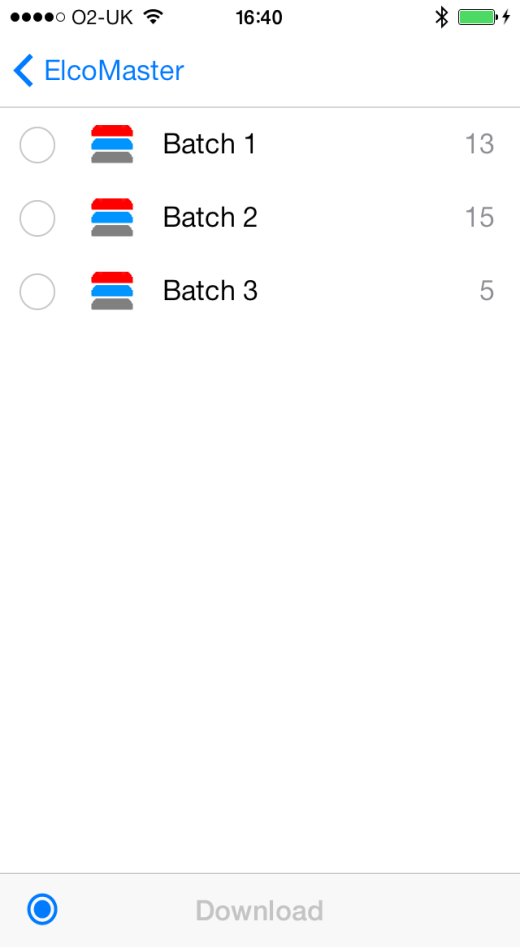 O2-UK 16:40
ElcoMaster
Batch 1 13
Batch 2 15
Batch 3 5
Download